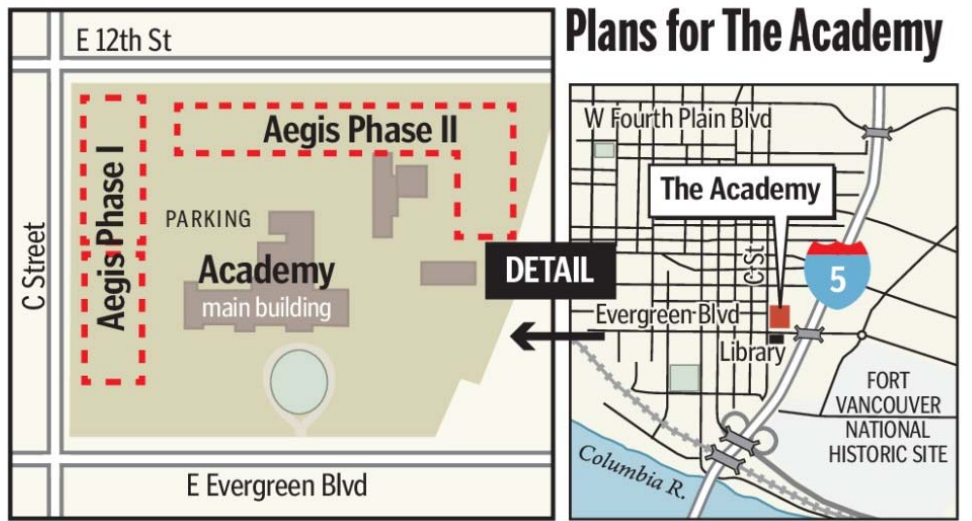 Plans for The Academy
E 12th St
Aegis Phase II
Aegis Phase I
PARKING
C Street
Academy
main building
DETAIL
E Evergreen Blvd
W Fourth Plain Blvd
The Academy
C St
5
Evergreen Blvd
Library
FORT
VANCOUVER
NATIONAL
HISTORIC SITE
Columbia R.